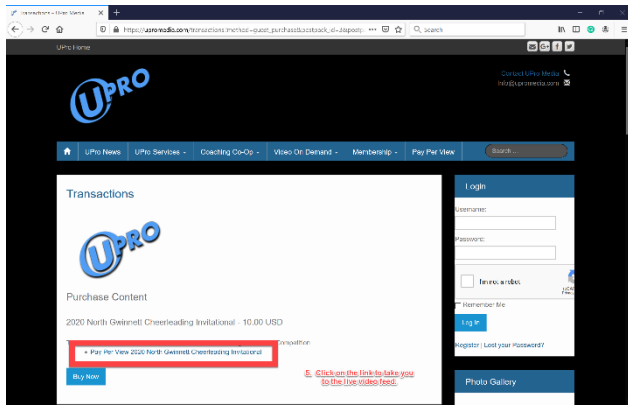 Transactions - UPro Media
https://upromedia.com/transactions?method=guest_purchase&
Search
UPro Home
UPRO
Contact UPro Media
info@upromedia.com
UPro News
UPro Services
Coaching Co-Op
Video On Demand
Membership
Pay Per View
Search ...
Transactions
UPRO
Purchase Content
2020 North Gwinnett Cheerleading Invitational - 10.00 USD
Competition
+ Pay Per View 2020 North Gwinnett Cheerleading Invitational
Buy Now
5. Click on the link to take you
to the live video feed.
Login
Username:
Password:
I'm not a robot
Remember Me
Log in
Register | Lost your Password?
Photo Gallery